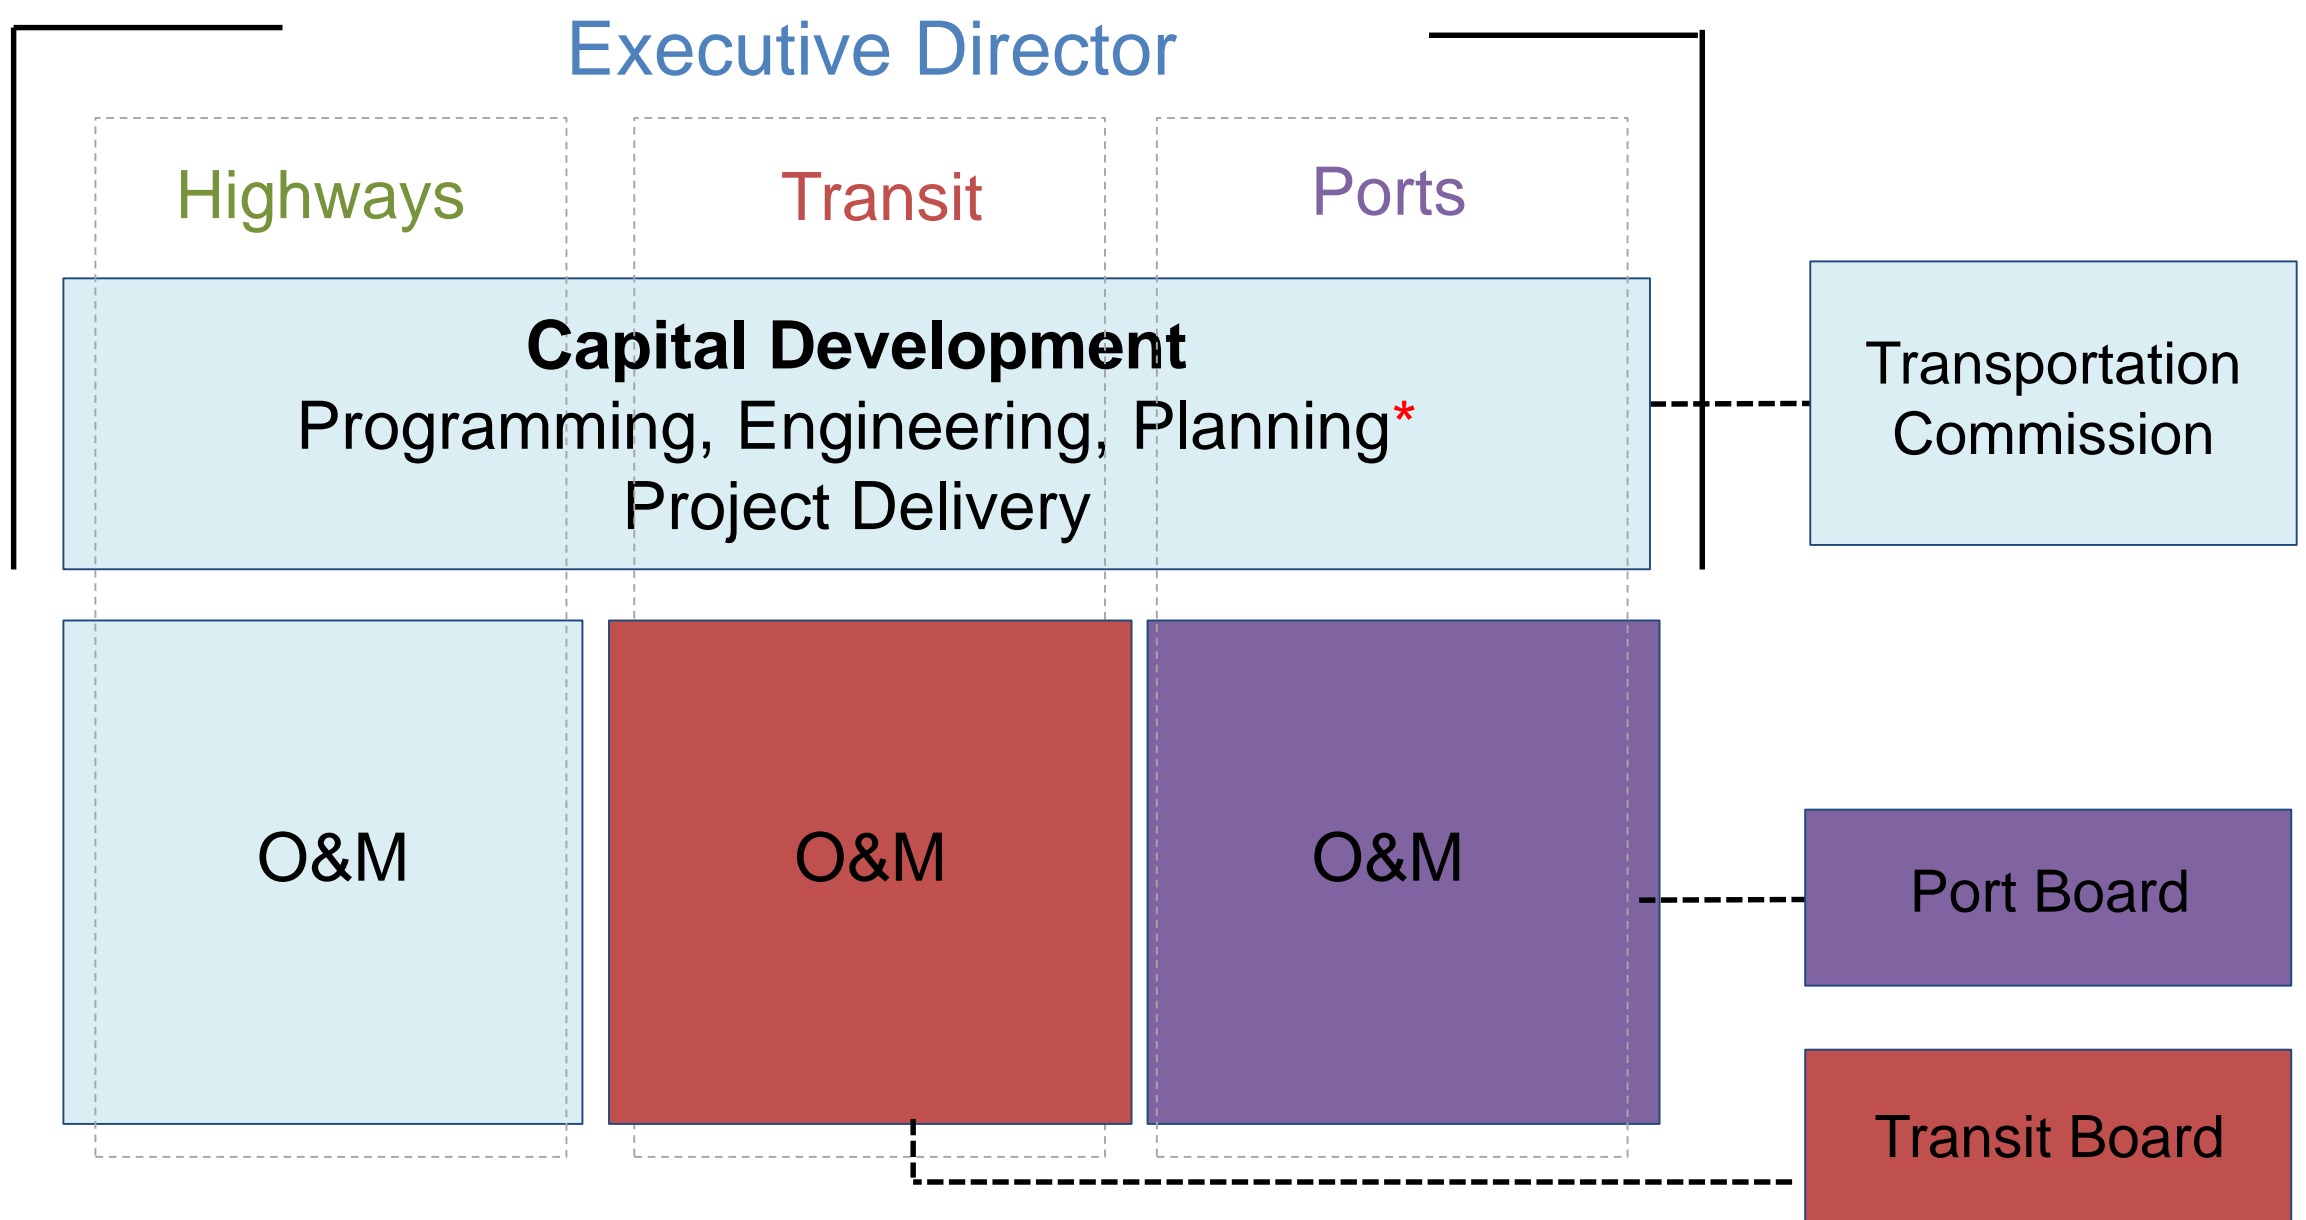 Executive Director
Highways
Transit
Ports
Capital Development
Programming, Engineering, Planning*
Project Delivery
Transportation
Commission
O&M
O&M
O&M
Port Board
Transit Board